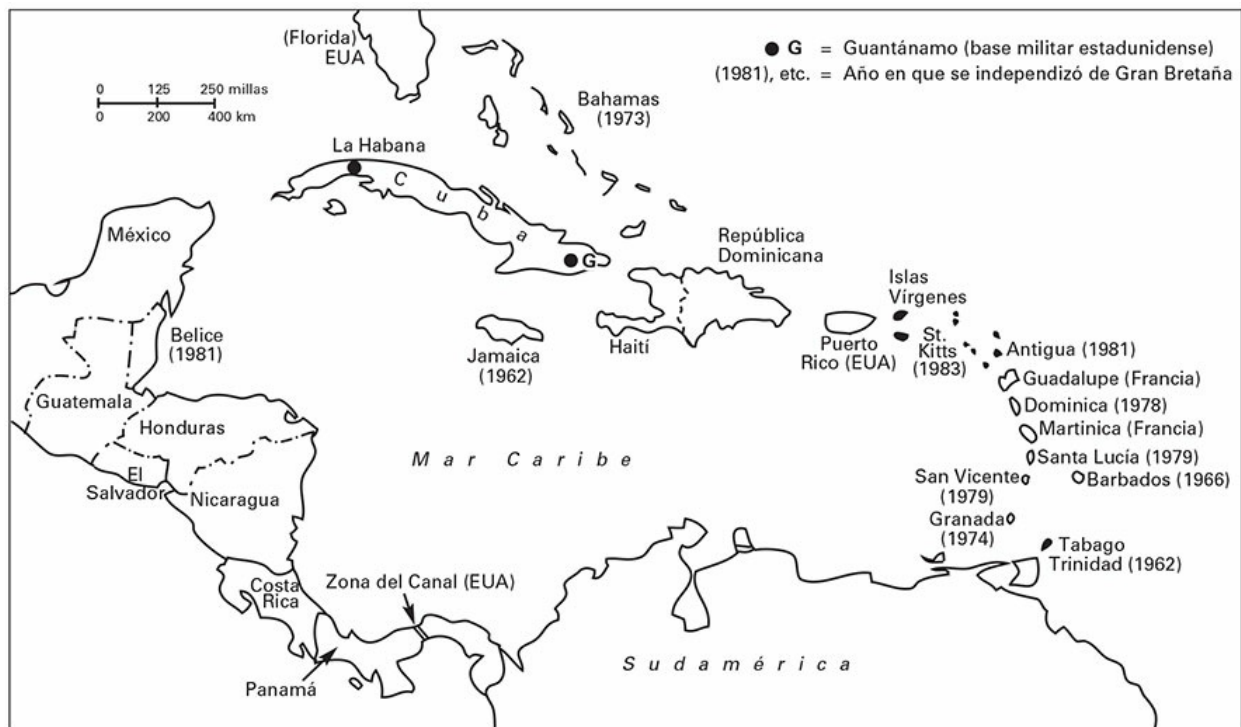 (Florida)
EUA
● G = Guantánamo (base militar estadunidense)
(1981), etc. = Año en que se independizó de Gran Bretaña
0 125 250 millas
0 200 400 km
Bahamas
(1973)
La Habana
Cuba
G
México
República
Dominicana
Islas
Vírgenes
Belice
(1981)
Jamaica
(1962)
Haití
Puerto
Rico (EUA)
St.
Kitts
(1983)
Antigua (1981)
Guadalupe (Francia)
Guatemala
Dominica (1978)
Honduras
Martinica (Francia)
Mar Caribe
Santa Lucía (1979)
El
Salvador
Nicaragua
San Vicente
(1979)
Barbados (1966)
Granada
(1974)
Tabago
Trinidad (1962)
Costa
Rica
Zona del Canal (EUA)
Sudamérica
Panamá